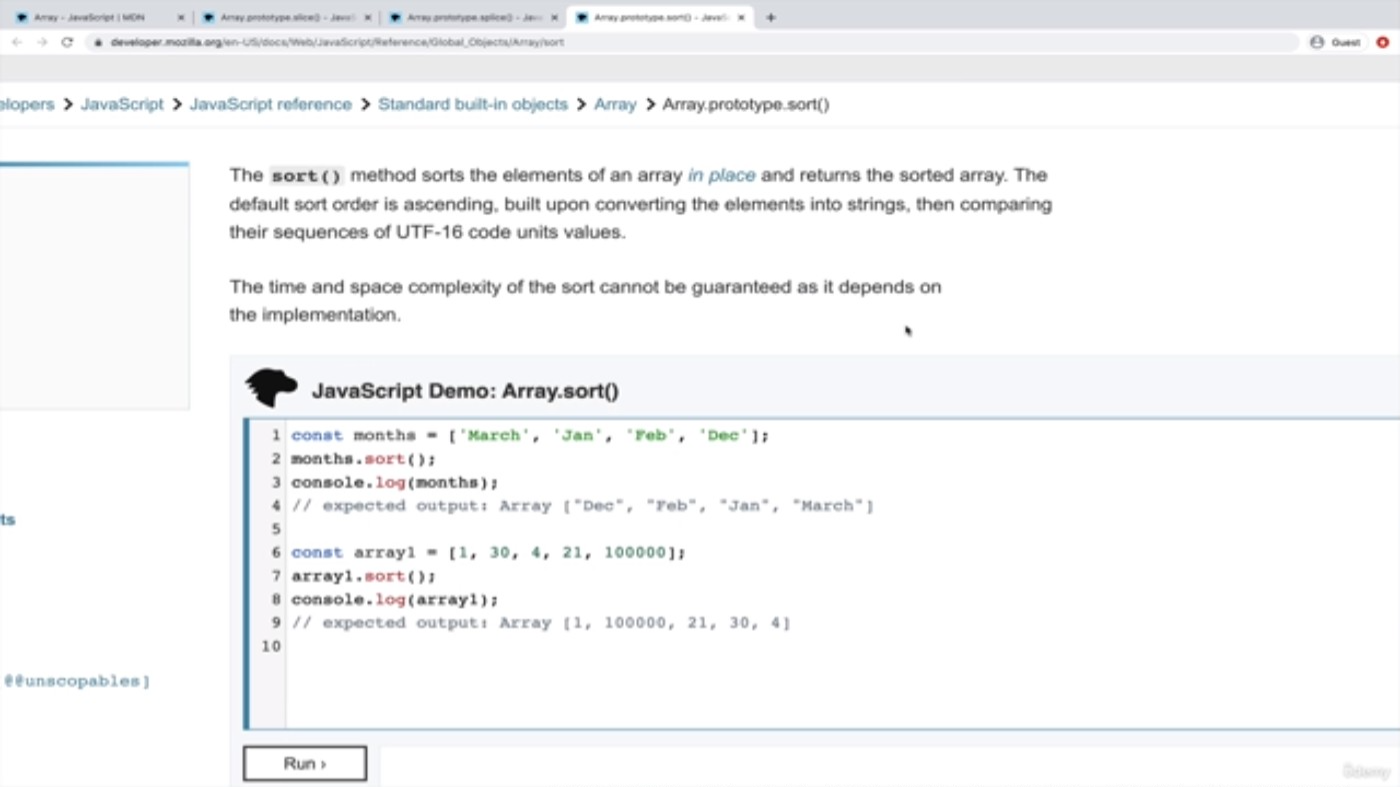 Array - JavaScript | MDN
Array.prototype.slice() - JavaS
Array.prototype.splice() - Java
Array.prototype.sort() - JavaS
developer.mozilla.org/en-US/docs/Web/JavaScript/Reference/Global_Objects/Array/sort
Guest
elopers > JavaScript > JavaScript reference > Standard built-in objects > Array > Array.prototype.sort()
The sort() method sorts the elements of an array in place and returns the sorted array. The
default sort order is ascending, built upon converting the elements into strings, then comparing
their sequences of UTF-16 code units values.
The time and space complexity of the sort cannot be guaranteed as it depends on
the implementation.
JavaScript Demo: Array.sort()
1 const months = ['March', 'Jan', 'Feb', 'Dec'];
2 months.sort();
3 console.log(months);
4 // expected output: Array ["Dec", "Feb", "Jan", "March"]
5
6 const array1 = [1, 30, 4, 21, 100000];
7 array1.sort();
8 console.log(array1);
9 // expected output: Array [1, 100000, 21, 30, 4]
10
ts
@@unscopables]
Run ›
Udemy